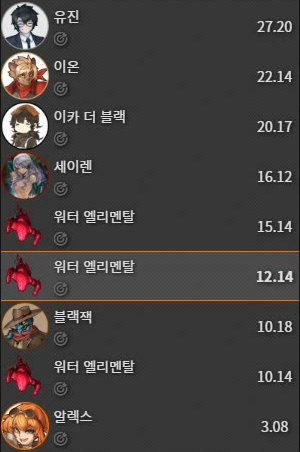 유진
27.20
이온
22.14
이카 더 블랙
20.17
세이렌
16.12
워터 엘리멘탈
15.14
워터 엘리멘탈
12.14
블랙잭
10.18
워터 엘리멘탈
10.14
알렉스
3.08